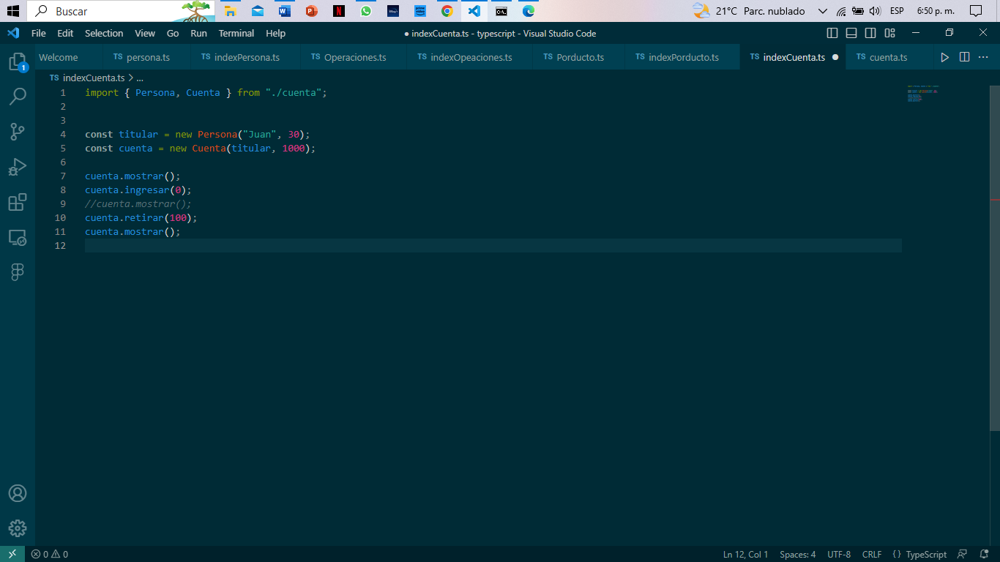 Buscar
21°C Parc. nublado
ESP
6:50 p. m.
File Edit Selection View Go Run Terminal Help
● indexCuenta.ts - typescript - Visual Studio Code
1
Welcome
TS persona.ts
TS indexPersona.ts
TS Operaciones.ts
TS indexOpeaciones.ts
TS Porducto.ts
TS indexPorducto.ts
TS indexCuenta.ts ●
TS cuenta.ts
TS indexCuenta.ts > ...
1 import { Persona, Cuenta } from "./cuenta";
2
3
4 const titular = new Persona("Juan", 30);
5 const cuenta = new Cuenta(titular, 1000);
6
7 cuenta.mostrar();
8 cuenta.ingresar(0);
9 //cuenta.mostrar();
10 cuenta.retirar(100);
11 cuenta.mostrar();
12
0 0
Ln 12, Col 1
Spaces: 4
UTF-8
CRLF
{ } TypeScript